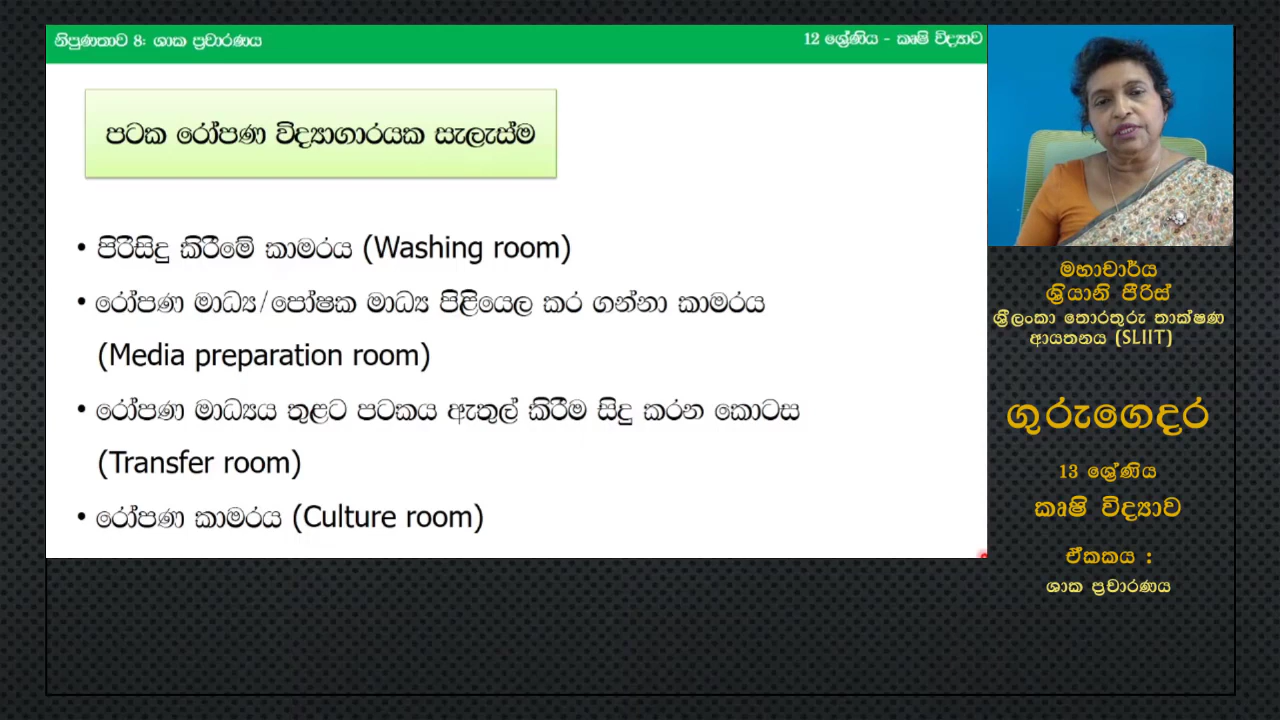 නිපුණතාව 8: ශාක ප්‍රචාරණය
12 ශ්‍රේණිය - කෘෂි විද්‍යාව
පටක රෝපණ විද්‍යාගාරයක සැලැස්ම
• පිරිසිදු කිරීමේ කාමරය (Washing room)
• රෝපණ මාධ්‍ය/පෝෂක මාධ්‍ය පිළියෙල කර ගන්නා කාමරය
(Media preparation room)
• රෝපණ මාධ්‍යය තුළට පටකය ඇතුල් කිරීම සිදු කරන කොටස
(Transfer room)
• රෝපණ කාමරය (Culture room)
මහාචාර්ය
ශ්‍රියානි පීරිස්
ශ්‍රීලංකා තොරතුරු තාක්ෂණ
ආයතනය (SLIIT)
ගුරුගෙදර
13 ශ්‍රේණිය
කෘෂි විද්‍යාව
ඒකකය :
ශාක ප්‍රචාරණය